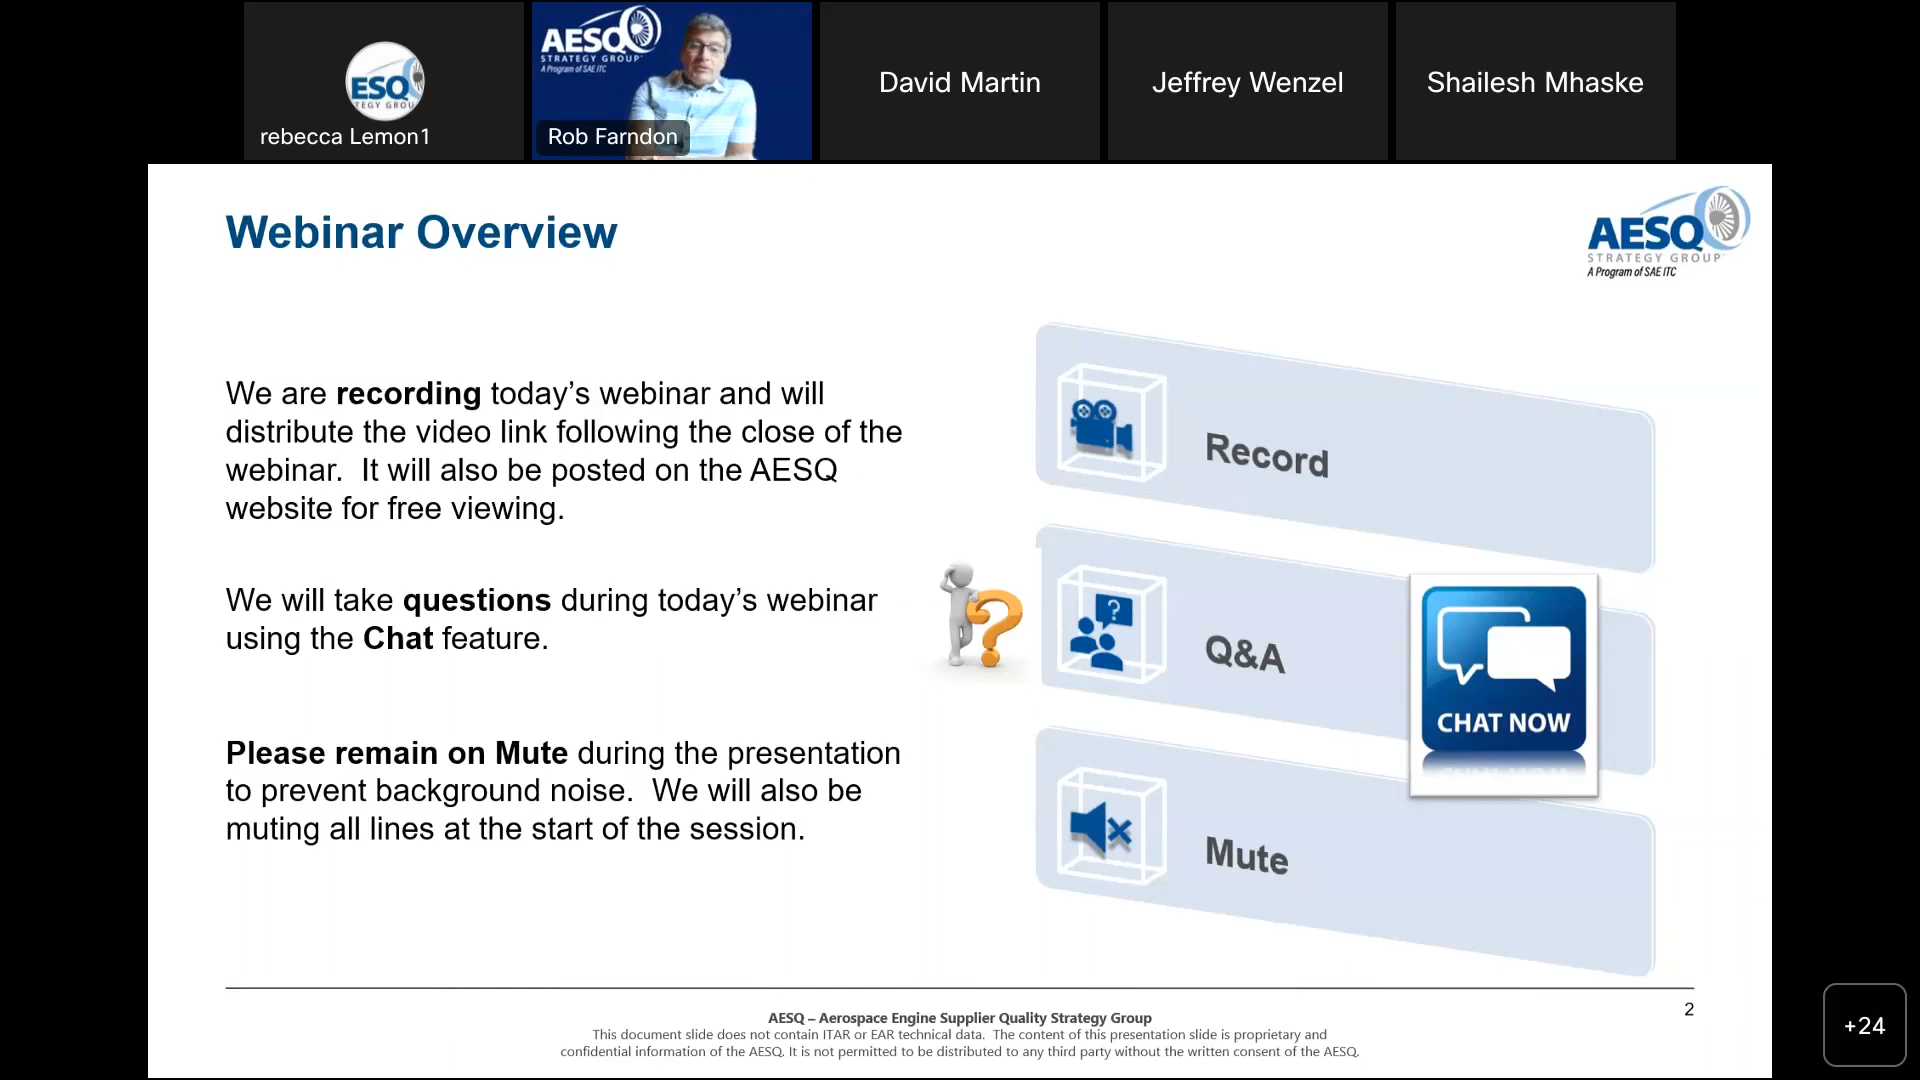 ESQ
TEGY GROU
rebecca Lemon1
AESQ
STRATEGY GROUP
A Program of SAE ITC
Rob Farndon
David Martin
Jeffrey Wenzel
Shailesh Mhaske
Webinar Overview
AESQ
STRATEGY GROUP
A Program of SAE ITC
We are recording today’s webinar and will
distribute the video link following the close of the
webinar.  It will also be posted on the AESQ
website for free viewing.
We will take questions during today’s webinar
using the Chat feature.
Please remain on Mute during the presentation
to prevent background noise.  We will also be
muting all lines at the start of the session.
Record
?
?
Q&A
CHAT NOW
Mute
2
AESQ – Aerospace Engine Supplier Quality Strategy Group
This document slide does not contain ITAR or EAR technical data.  The content of this presentation slide is proprietary and
confidential information of the AESQ. It is not permitted to be distributed to any third party without the written consent of the AESQ.
+24